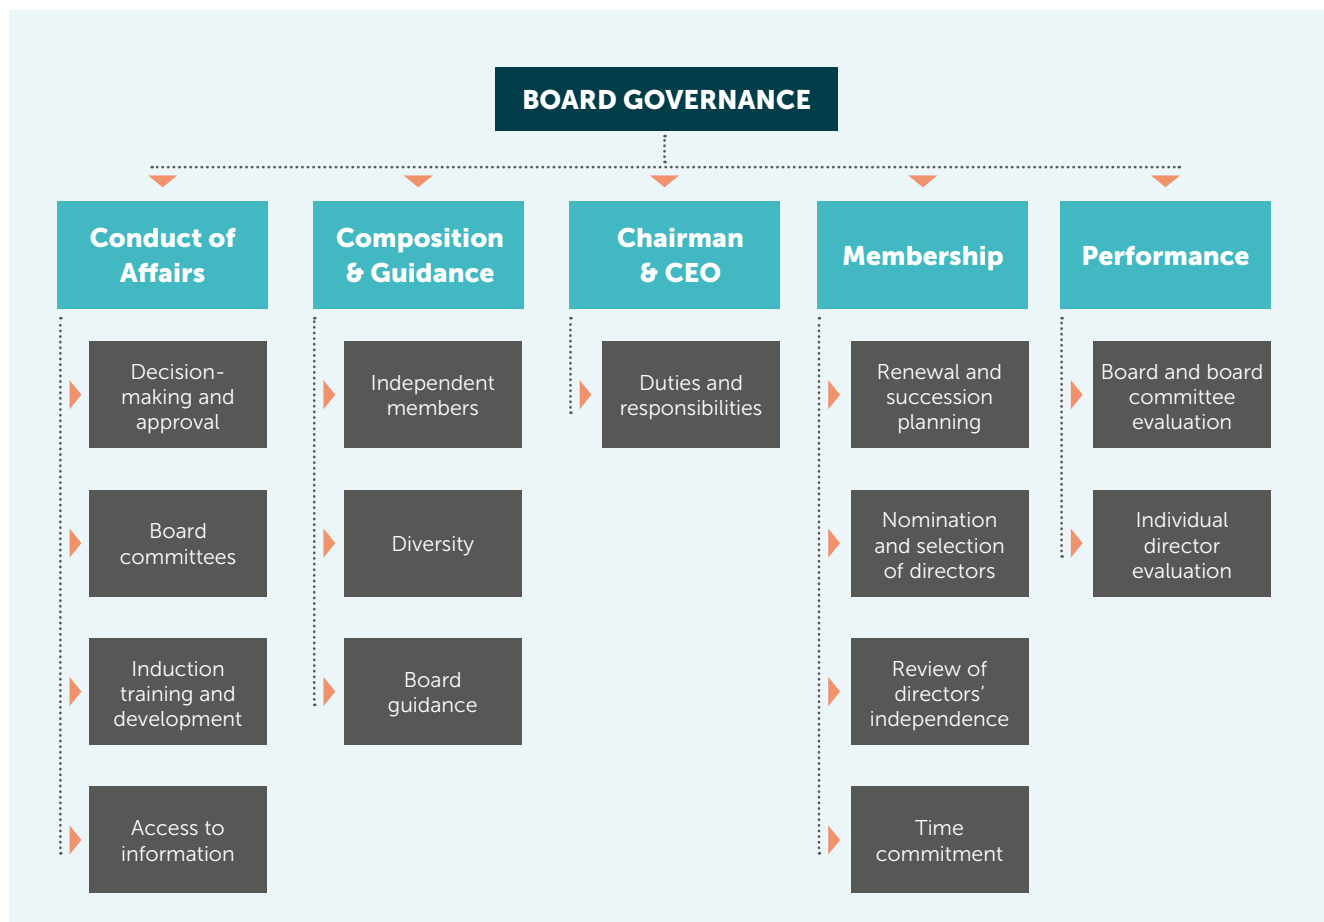 BOARD GOVERNANCE
Conduct of
Affairs
Decision-
making and
approval
Board
committees
Induction
training and
development
Access to
information
Composition
& Guidance
Independent
members
Diversity
Board
guidance
Chairman
& CEO
Duties and
responsibilities
Membership
Renewal and
succession
planning
Nomination
and selection
of directors
Review of
directors’
independence
Time
commitment
Performance
Board and board
committee
evaluation
Individual
director
evaluation